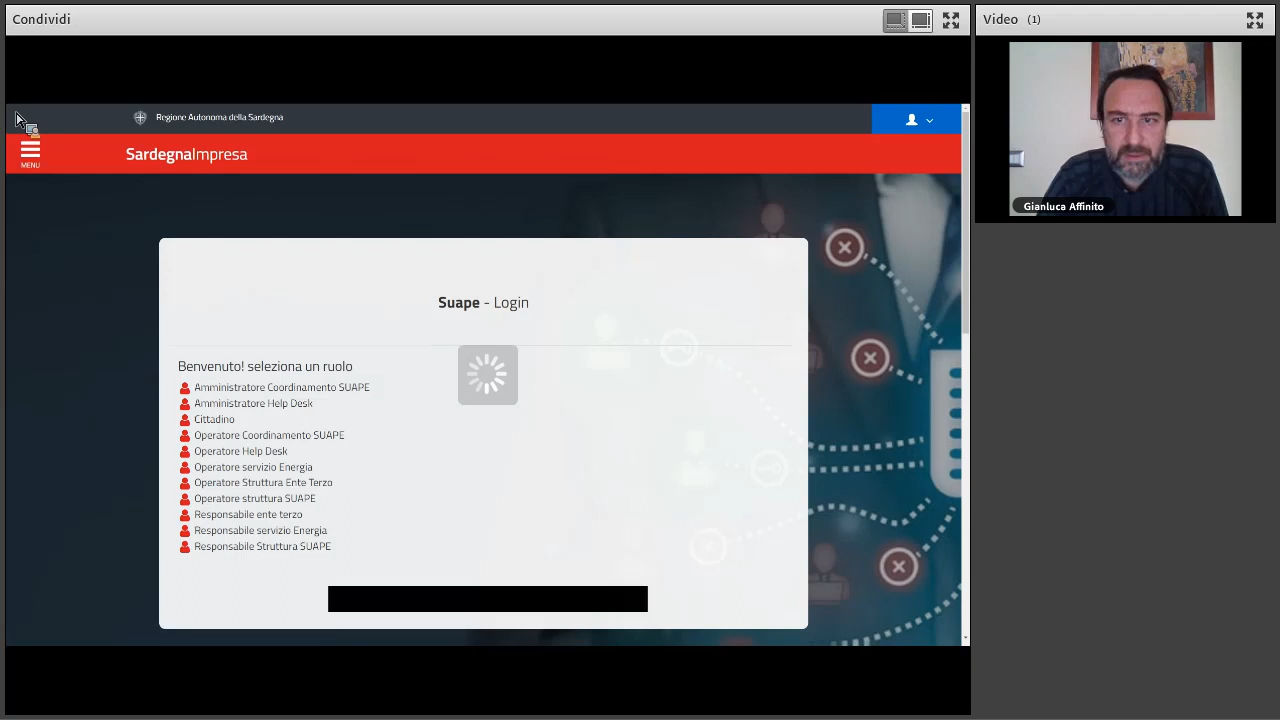 Condividi
Video (1)
Regione Autonoma della Sardegna
MENU
SardegnaImpresa
Gianluca Affinito
Suape - Login
Benvenuto! seleziona un ruolo
Amministratore Coordinamento SUAPE
Amministratore Help Desk
Cittadino
Operatore Coordinamento SUAPE
Operatore Help Desk
Operatore servizio Energia
Operatore Struttura Ente Terzo
Operatore struttura SUAPE
Responsabile ente terzo
Responsabile servizio Energia
Responsabile Struttura SUAPE